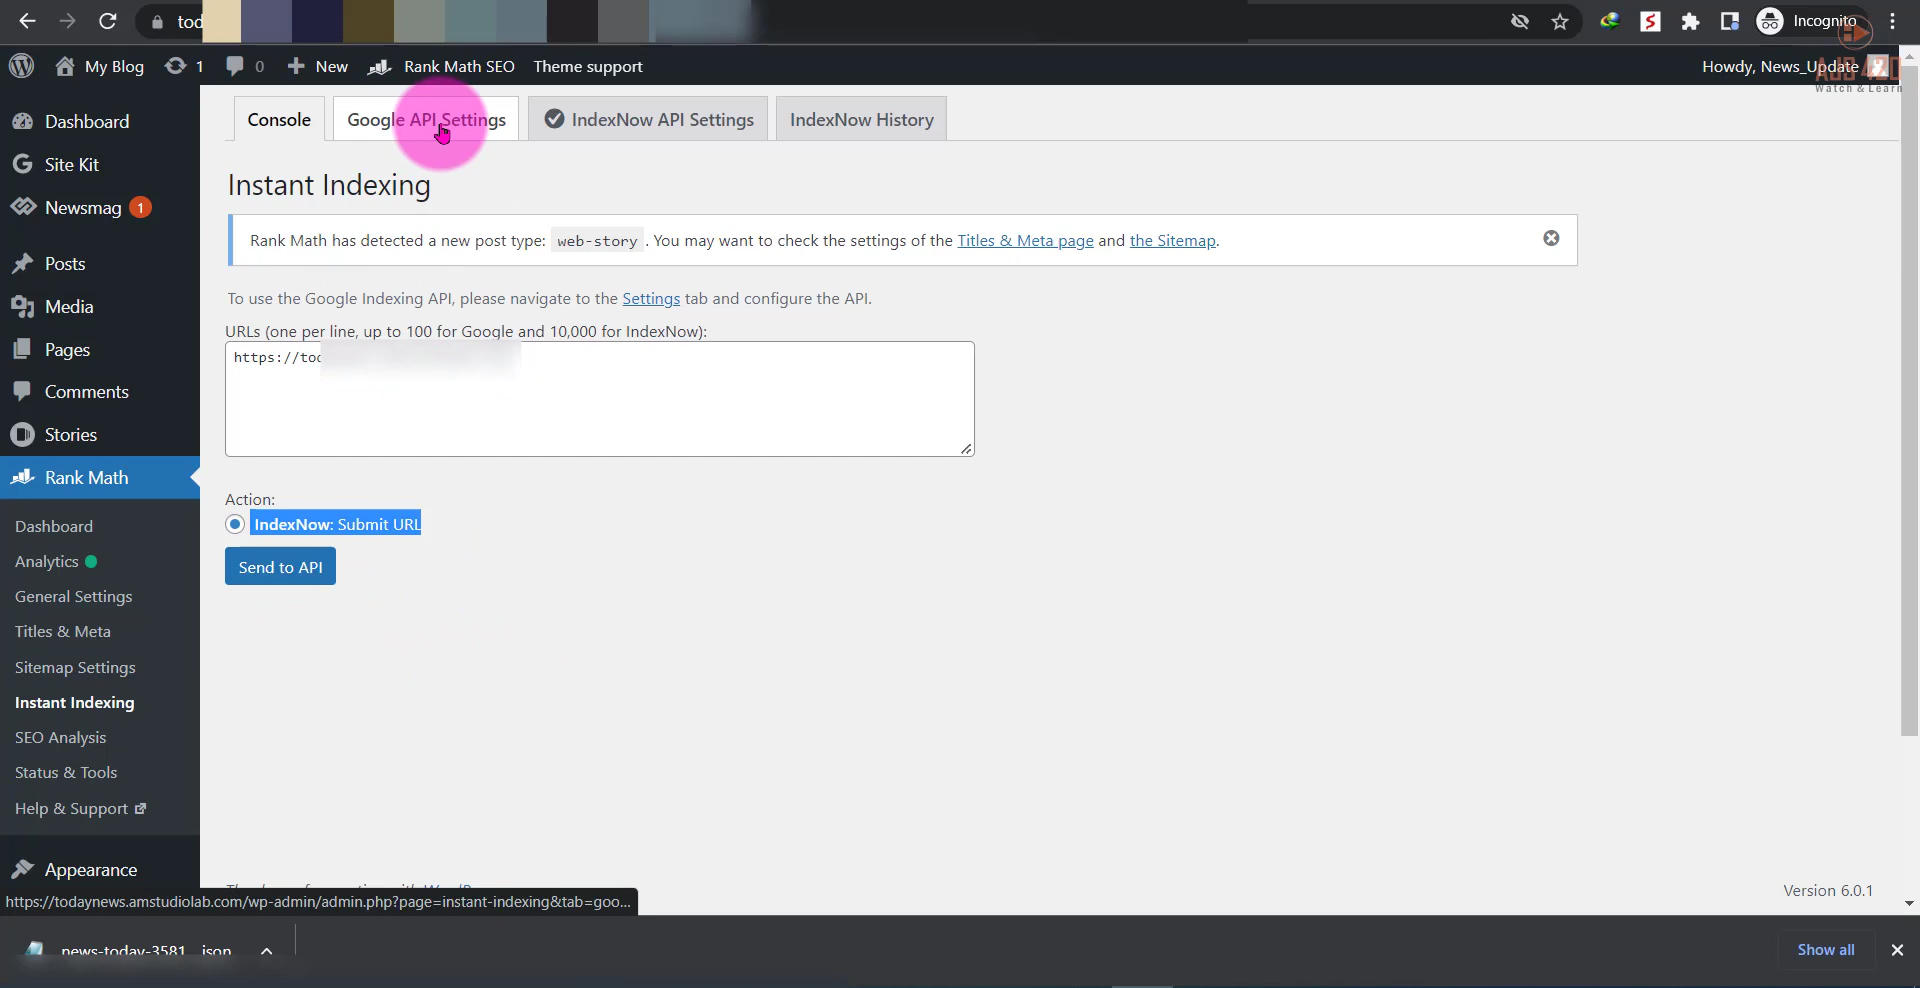 tod
Incognito
My Blog
1
0
New
Rank Math SEO
Theme support
Howdy, News_Update
AJS 420
Watch & Learn
Dashboard
Site Kit
Newsmag 1
Posts
Media
Pages
Comments
Stories
Rank Math
Dashboard
Analytics
General Settings
Titles & Meta
Sitemap Settings
Instant Indexing
SEO Analysis
Status & Tools
Help & Support
Appearance
Console
Google API Settings
IndexNow API Settings
IndexNow History
Instant Indexing
Rank Math has detected a new post type: web-story . You may want to check the settings of the Titles & Meta page and the Sitemap.
To use the Google Indexing API, please navigate to the Settings tab and configure the API.
URLs (one per line, up to 100 for Google and 10,000 for IndexNow):
https://tod
Action:
IndexNow: Submit URL
Send to API
Version 6.0.1
https://todaynews.amstudiolab.com/wp-admin/admin.php?page=instant-indexing&tab=goo...
news-today-3581 json
Show all